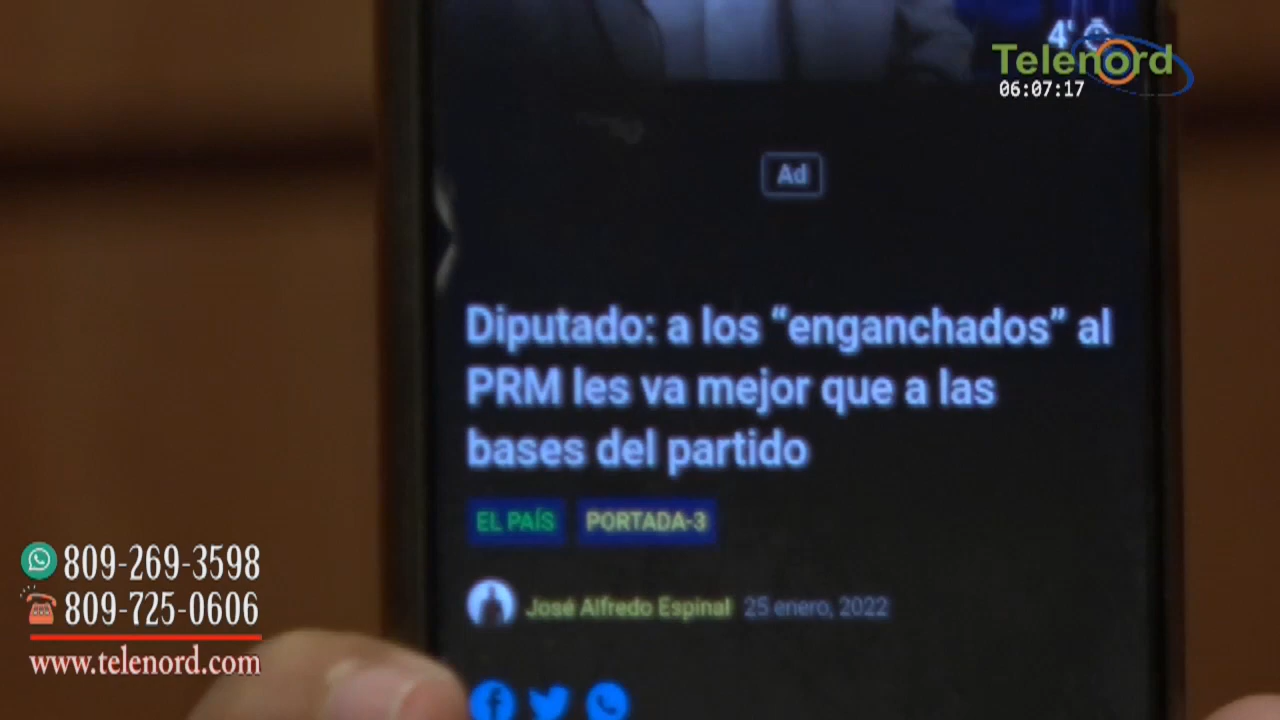 4'
Telenord
06:07:17
Ad
Diputado: a los “enganchados” al
PRM les va mejor que a las
bases del partido
EL PAÍS PORTADA-3
José Alfredo Espinal 25 enero, 2022
809-269-3598
809-725-0606
www.telenord.com